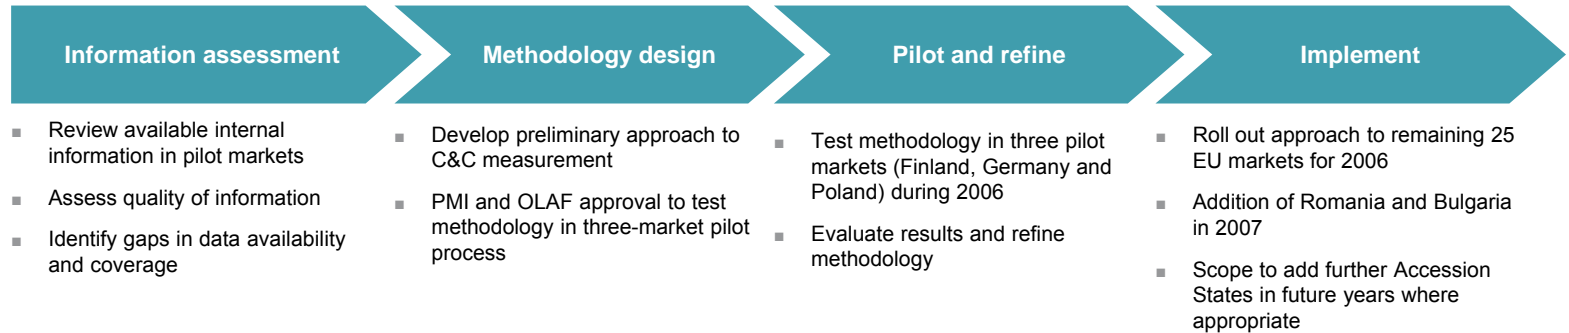 Information assessment
Review available internal
information in pilot markets
Assess quality of information
Identify gaps in data availability
and coverage
Methodology design
Develop preliminary approach to
C&C measurement
PMI and OLAF approval to test
methodology in three-market pilot
process
Pilot and refine
Test methodology in three pilot
markets (Finland, Germany and
Poland) during 2006
Evaluate results and refine
methodology
Implement
Roll out approach to remaining 25
EU markets for 2006
Addition of Romania and Bulgaria
in 2007
Scope to add further Accession
States in future years where
appropriate